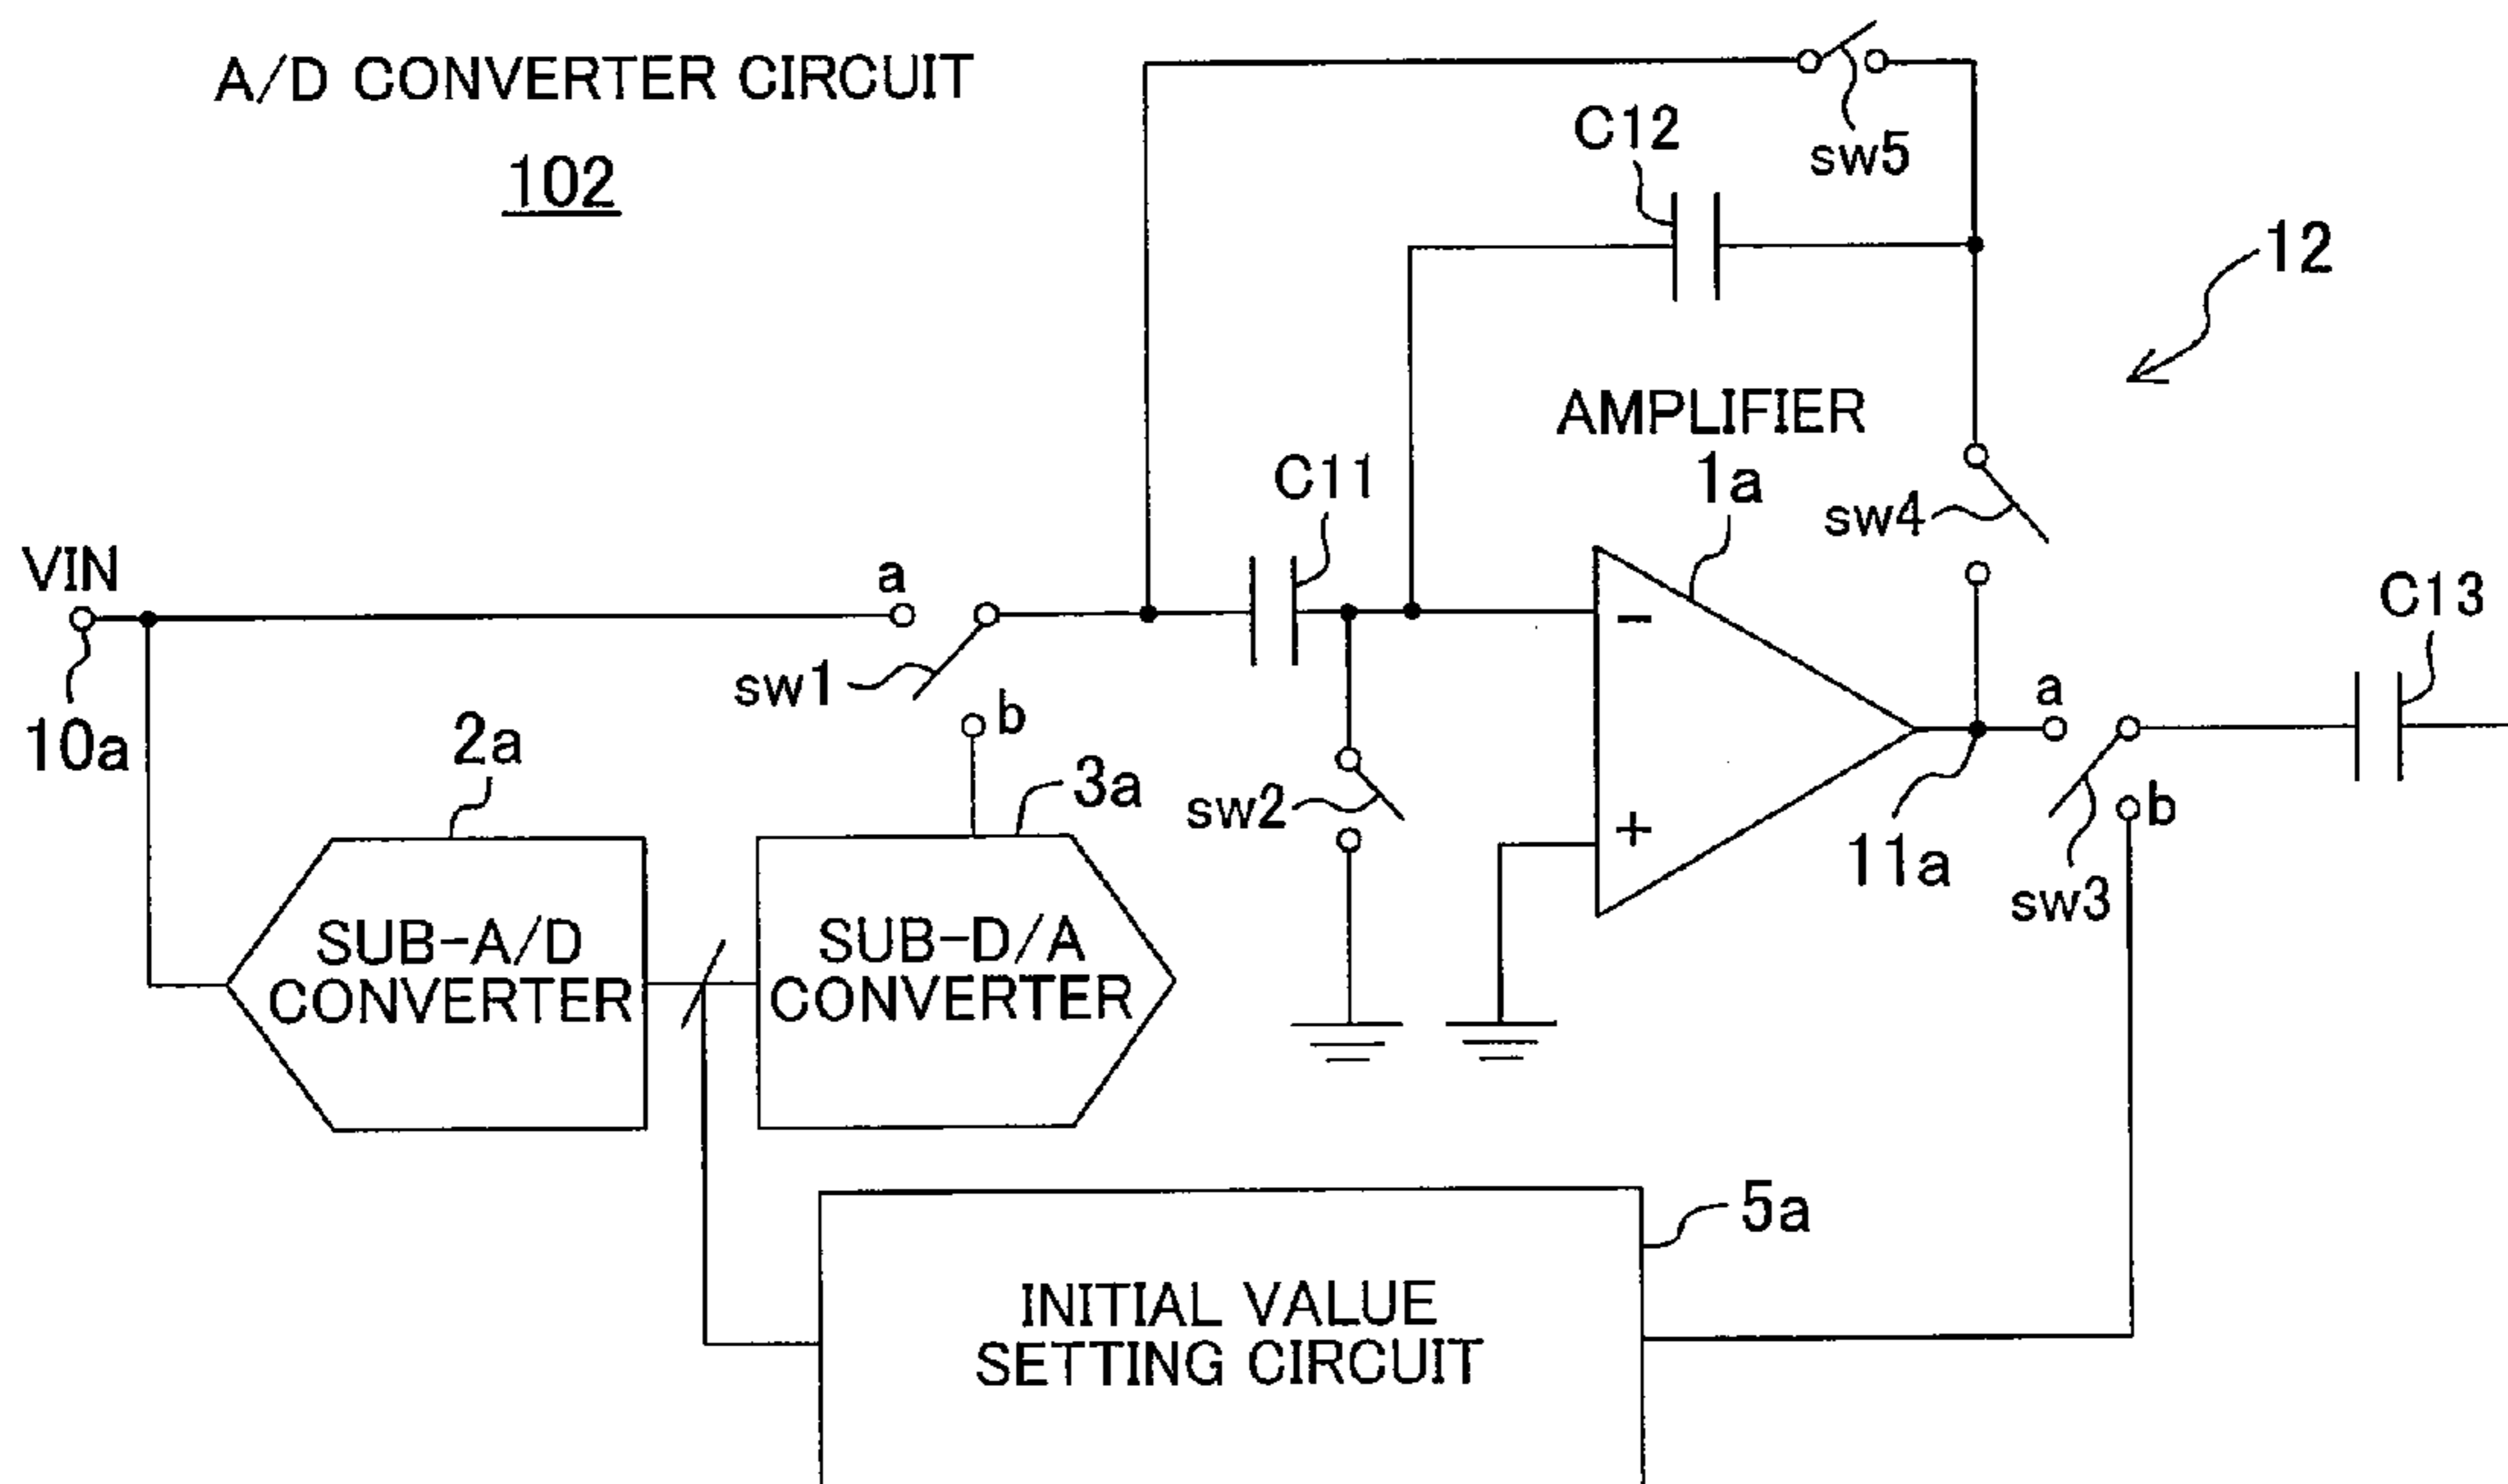 A/D CONVERTER CIRCUIT
102
sw5
C12
12
AMPLIFIER
1a
C11
sw4
VIN
a
C13
sw1
10a
b
a
2a
3a
sw2
−
+
b
11a
sw3
SUB-A/D
CONVERTER
SUB-D/A
CONVERTER
5a
INITIAL VALUE
SETTING CIRCUIT